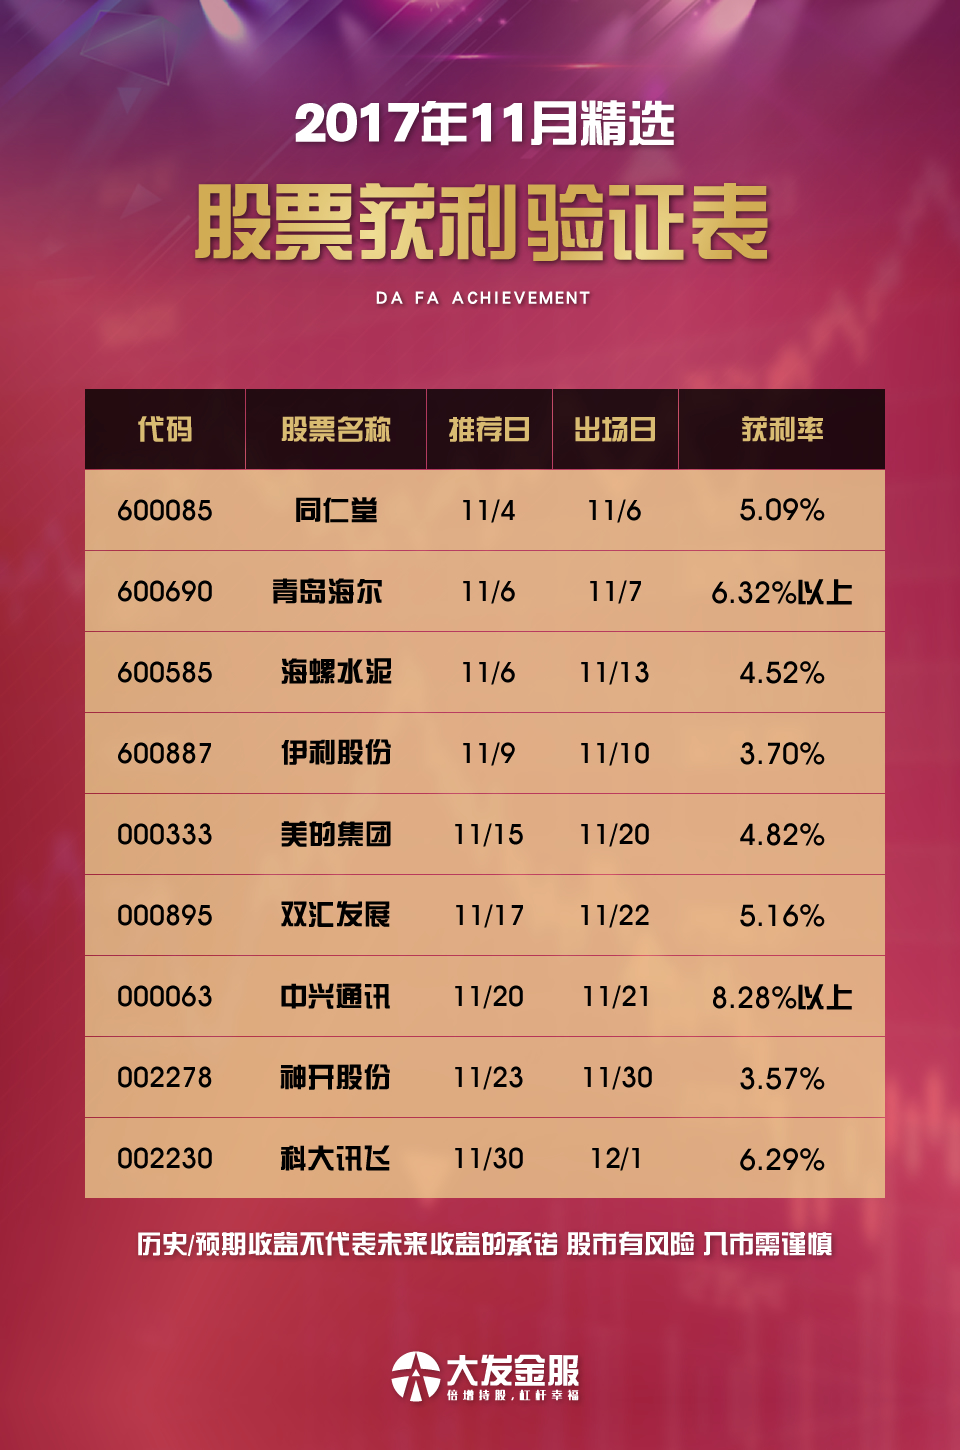 2017年11月精选
股票获利验证表
DA FA ACHIEVEMENT
代码 股票名称 推荐日 出场日 获利率
600085 同仁堂 11/4 11/6 5.09%
600690 青岛海尔 11/6 11/7 6.32%以上
600585 海螺水泥 11/6 11/13 4.52%
600887 伊利股份 11/9 11/10 3.70%
000333 美的集团 11/15 11/20 4.82%
000895 双汇发展 11/17 11/22 5.16%
000063 中兴通讯 11/20 11/21 8.28%以上
002278 神开股份 11/23 11/30 3.57%
002230 科大讯飞 11/30 12/1 6.29%
历史/预期收益不代表未来收益的承诺 股市有风险 入市需谨慎
大发金服
倍增持股,杠杆幸福